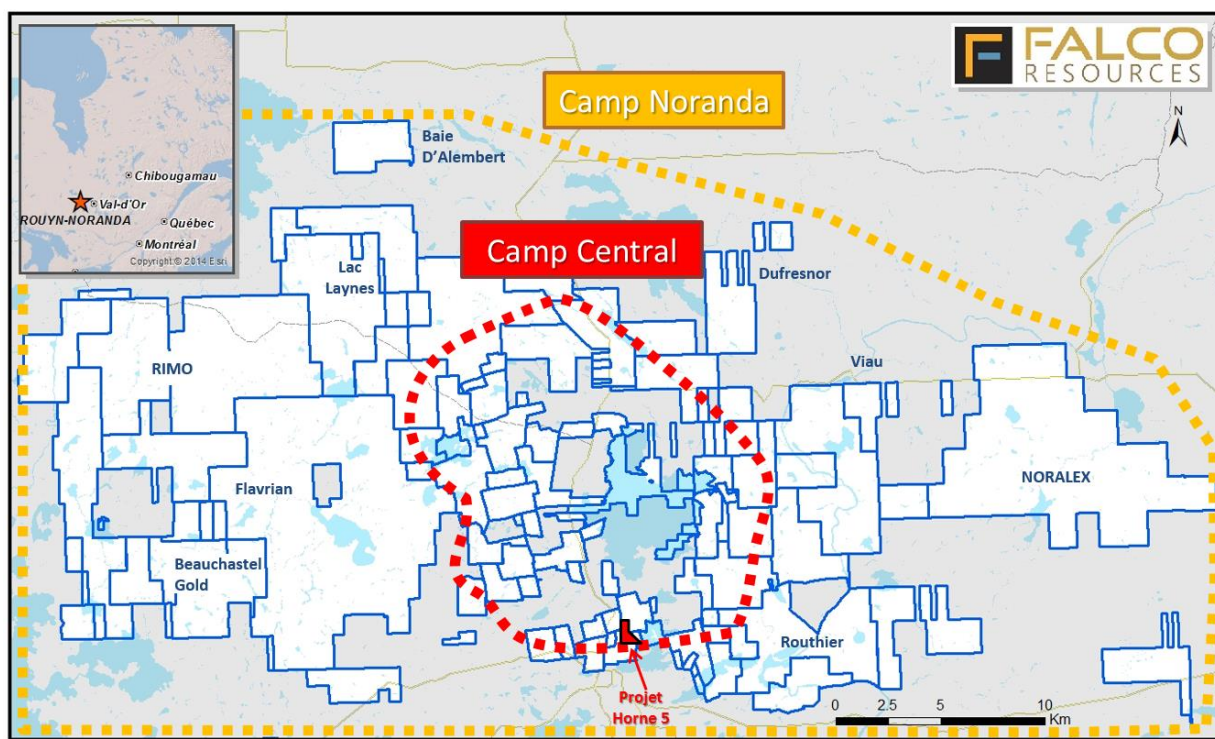 FALCO
RESOURCES
Camp Noranda
N
Baie
D'Alembert
Chibougamau
Val-d'Or
ROUYN-NORANDA
Québec
Montréal
Copyright © 2014 Esri
Camp Central
Lac
Laynes
Dufresnor
RIMO
Viau
Flavrian
NORALEX
Beauchastel
Gold
Routhier
Projet
Horne 5
0 2.5 5 10
Km